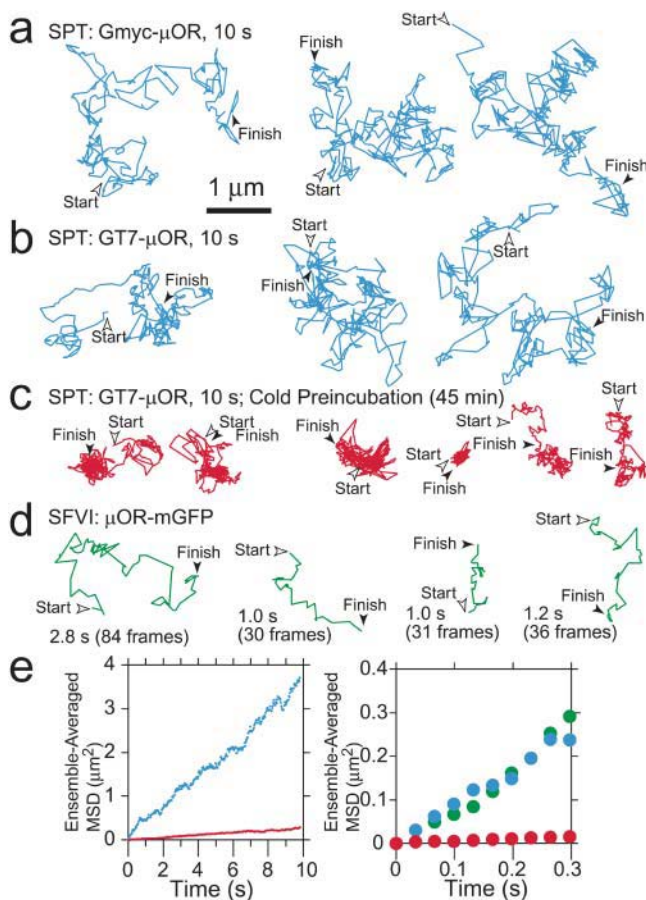 a SPT: Gmyc-μOR, 10 s
Start
Finish
Finish
Start
Start
Finish
1 μm
b SPT: GT7-μOR, 10 s
Finish
Start
Start
Finish
Start
Finish
c SPT: GT7-μOR, 10 s; Cold Preincubation (45 min)
Finish
Start
Start
Finish
Finish
Start
Start
Finish
Start
Finish
Start
Finish
d SFVI: μOR-mGFP
Start
Finish
2.8 s (84 frames)
Start
Finish
1.0 s
(30 frames)
Finish
Start
1.0 s
(31 frames)
Start
Finish
1.2 s
(36 frames)
e
Ensemble-Averaged
MSD (μm²)
4
3
2
1
0
0 2 4 6 8 10
Time (s)
Ensemble-Averaged
MSD (μm²)
0.4
0.3
0.2
0.1
0
0 0.1 0.2 0.3
Time (s)